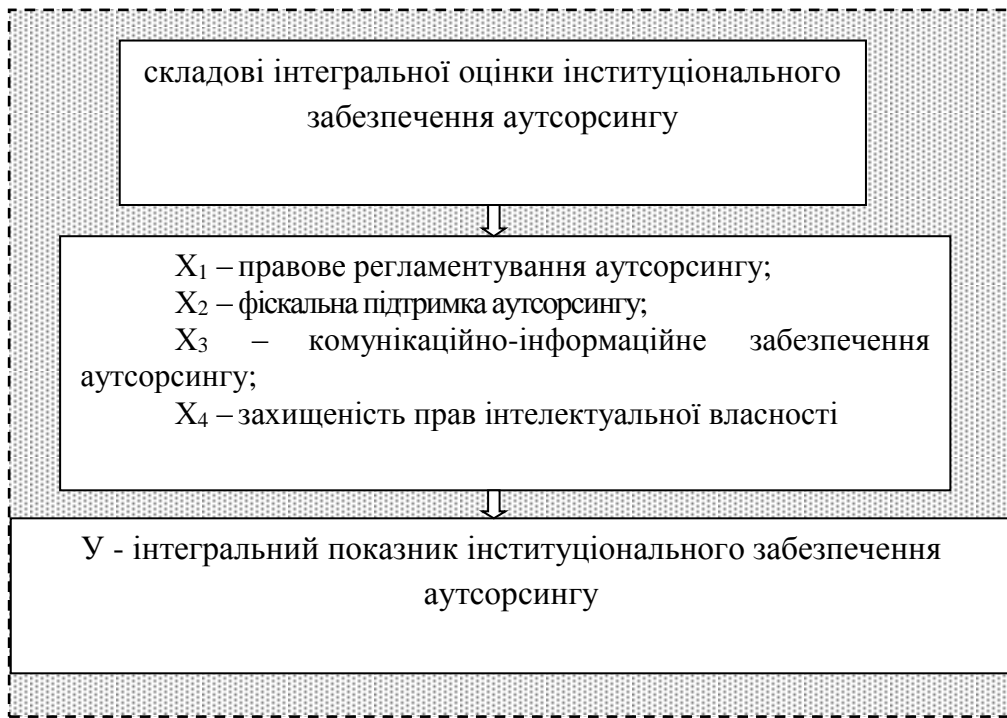 складові інтегральної оцінки інституціонального
забезпечення аутсорсингу
X₁ – правове регламентування аутсорсингу;
X₂ – фіскальна підтримка аутсорсингу;
X₃ – комунікаційно-інформаційне забезпечення
аутсорсингу;
X₄ – захищеність прав інтелектуальної власності
У - інтегральний показник інституціонального забезпечення
аутсорсингу